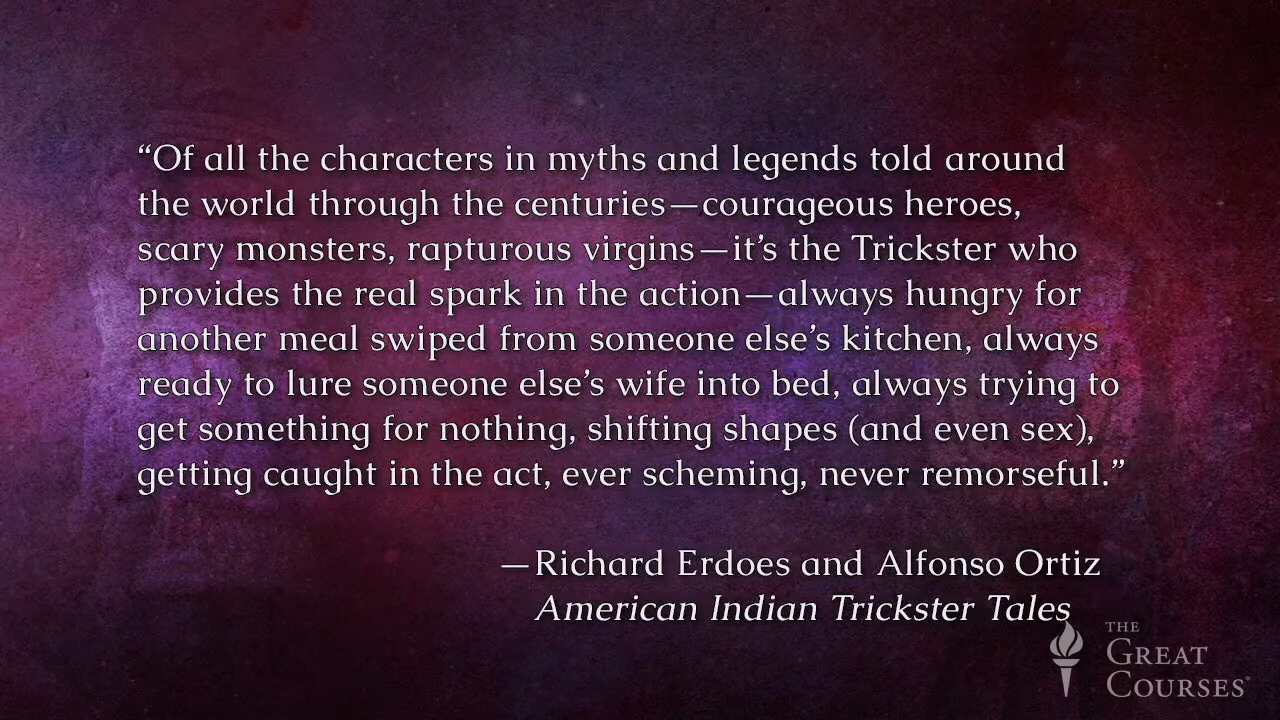 “Of all the characters in myths and legends told around
the world through the centuries—courageous heroes,
scary monsters, rapturous virgins—it’s the Trickster who
provides the real spark in the action—always hungry for
another meal swiped from someone else’s kitchen, always
ready to lure someone else’s wife into bed, always trying to
get something for nothing, shifting shapes (and even sex),
getting caught in the act, ever scheming, never remorseful.”
—Richard Erdoes and Alfonso Ortiz
American Indian Trickster Tales
THE
GREAT
COURSES®